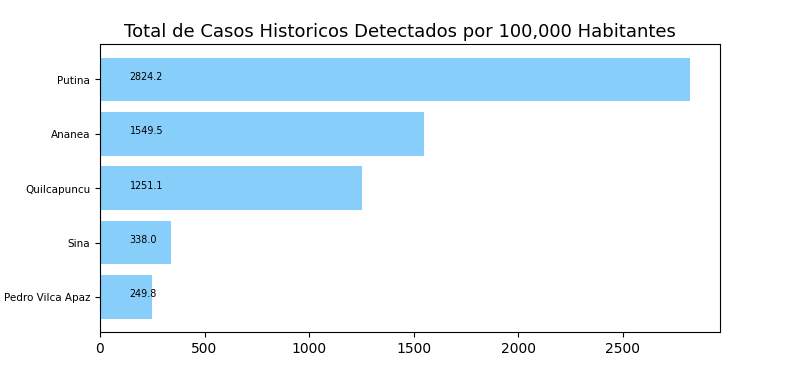 Total de Casos Historicos Detectados por 100,000 Habitantes
Putina
2824.2
Ananea
1549.5
Quilcapuncu
1251.1
Sina
338.0
Pedro Vilca Apaz
249.8
0 500 1000 1500 2000 2500